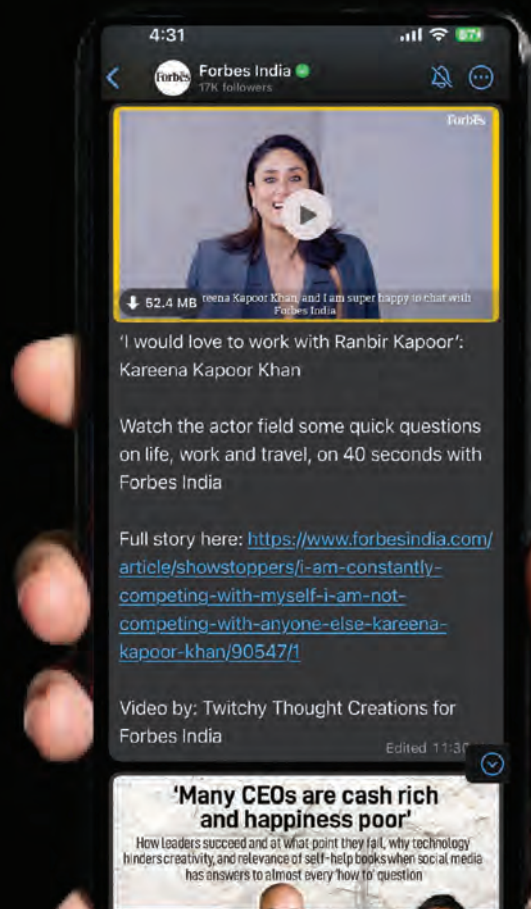 4:31
67
Forbes
Forbes India
17K followers
Forbes
52.4 MB
reena Kapoor Khan, and I am super happy to chat with
Forbes India
'I would love to work with Ranbir Kapoor':
Kareena Kapoor Khan
Watch the actor field some quick questions
on life, work and travel, on 40 seconds with
Forbes India
Full story here: https://www.forbesindia.com/
article/showstoppers/i-am-constantly-
competing-with-myself-i-am-not-
competing-with-anyone-else-kareena-
kapoor-khan/90547/1
Video by: Twitchy Thought Creations for
Forbes India
Edited 11:30
'Many CEOs are cash rich
and happiness poor'
How leaders succeed and at what point they fail, why technology
hinders creativity, and relevance of self-help books when social media
has answers to almost every 'how to' question